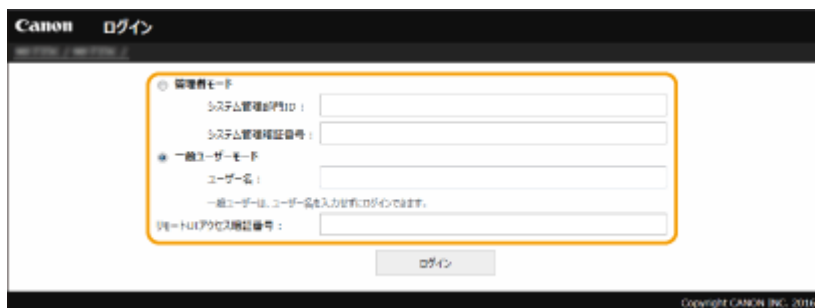 Canon ログイン
管理者モード
システム管理部門ID：
システム管理暗証番号：
一般ユーザーモード
ユーザー名：
一般ユーザーは、ユーザー名を入力せずにログインできます。
リモートUIアクセス暗証番号：
ログイン
Copyright CANON INC. 2016